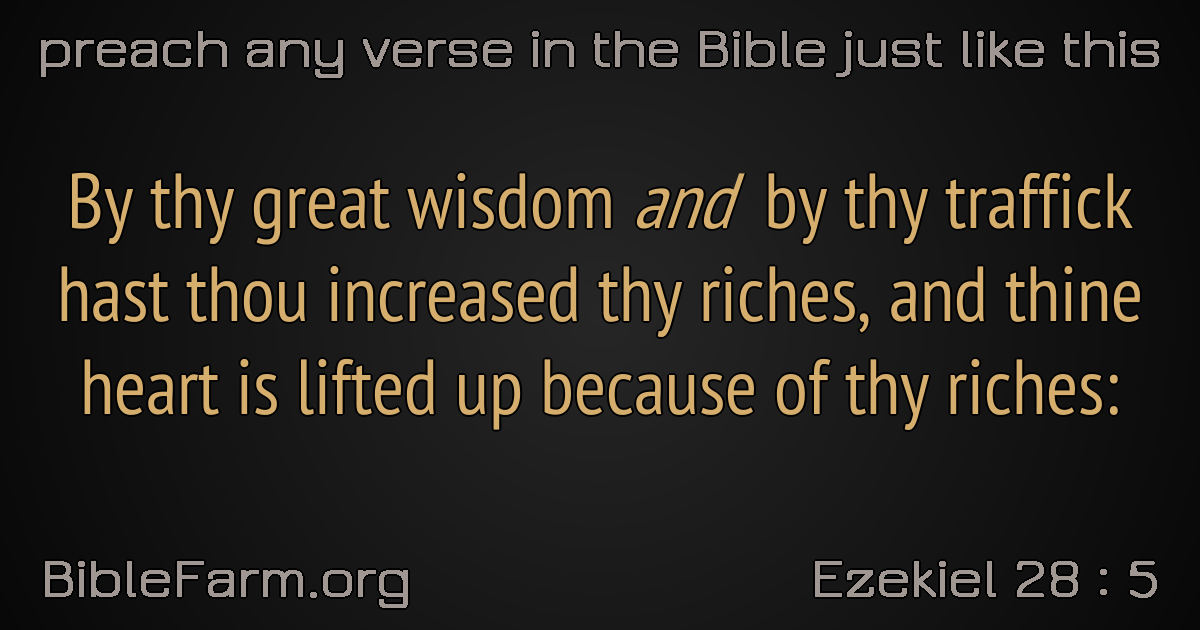 preach any verse in the Bible just like this
By thy great wisdom and by thy traffick
hast thou increased thy riches, and thine
heart is lifted up because of thy riches:
BibleFarm.org
Ezekiel 28 : 5